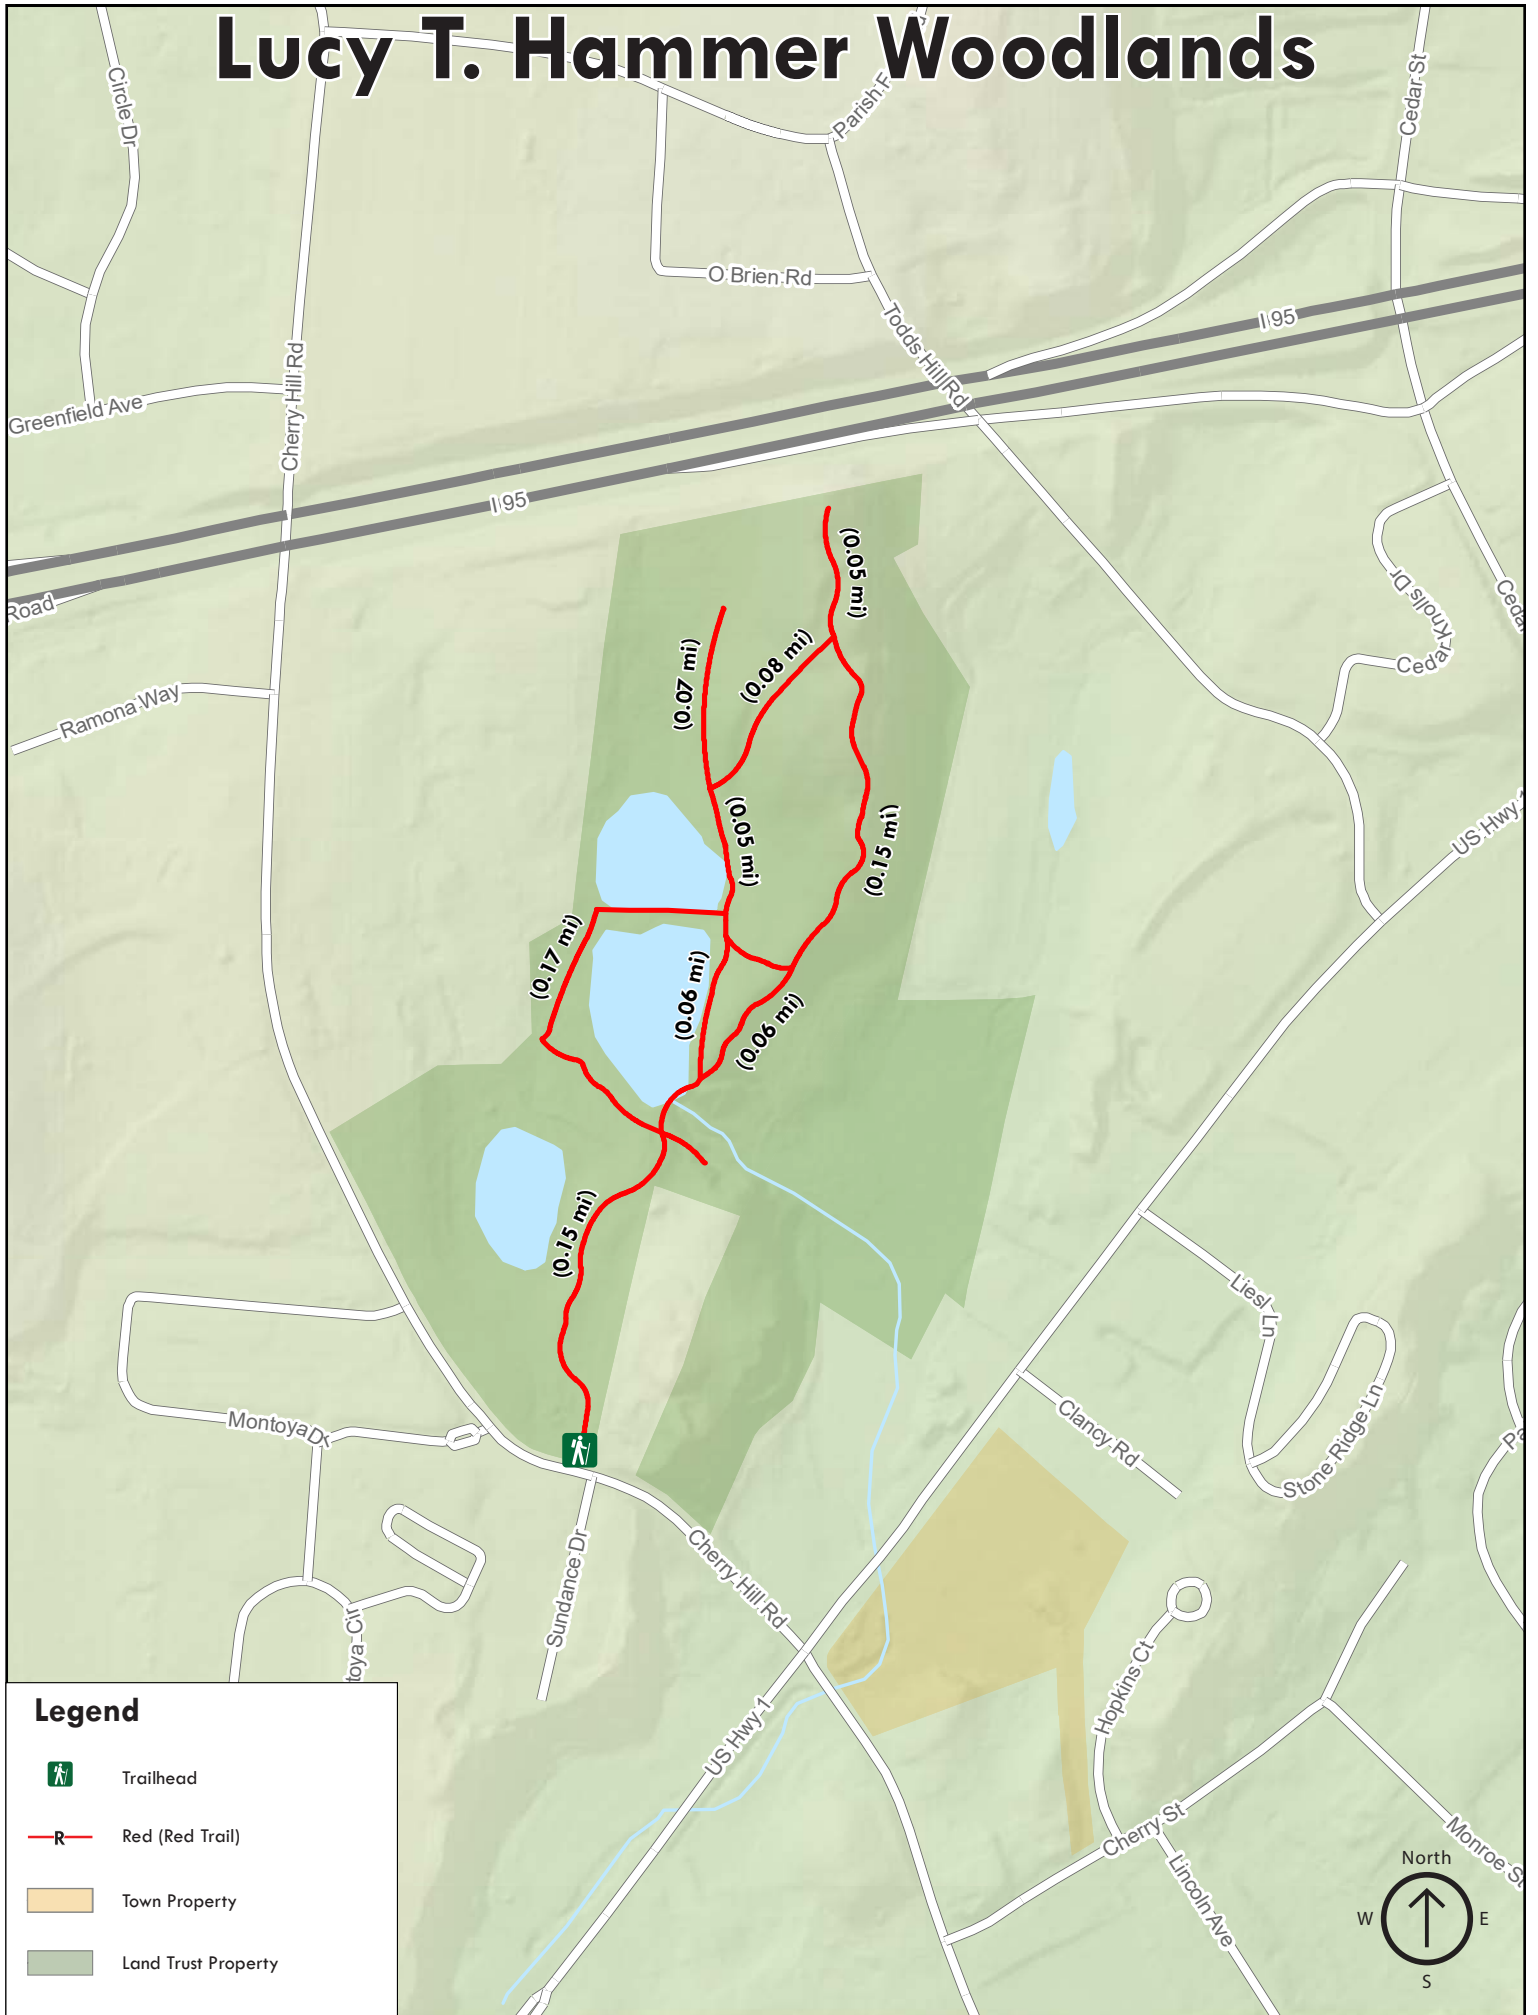 Lucy T. Hammer Woodlands
Circle Dr
Parish F
Cedar St
O Brien Rd
Todds Hill Rd
I 95
Cherry Hill Rd
Greenfield Ave
I 95
Road
Cedar Knolls Dr
Ceda
Ramona Way
US Hwy 1
(0.05 mi)
(0.08 mi)
(0.07 mi)
(0.05 mi)
(0.15 mi)
(0.17 mi)
(0.06 mi)
(0.06 mi)
(0.15 mi)
Liesl Ln
Montoya Dr
Clancy Rd
Stone Ridge Ln
Pa
Sundance Dr
Cherry Hill Rd
toya Cir
Hopkins Ct
US Hwy 1
Cherry St
Lincoln Ave
Monroe St
Legend
Trailhead
R
Red (Red Trail)
Town Property
Land Trust Property
North
W
E
S